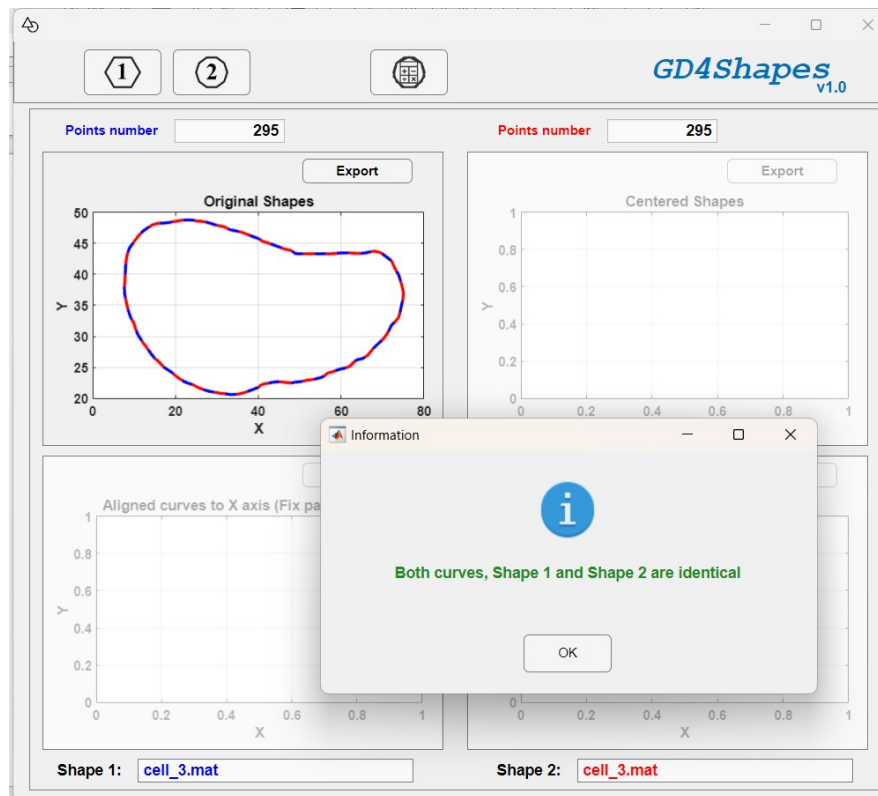 1 2
GD4Shapes
v1.0
Points number 295
Points number 295
Export
Export
Original Shapes
Centered Shapes
50
45
40
35
30
25
20
Y
0 20 40 60 80
X
1
0.8
0.6
0.4
0.2
0
Y
0 0.2 0.4 0.6 0.8 1
Information
i
Both curves, Shape 1 and Shape 2 are identical
OK
Aligned curves to X axis (Fix pa
1
0.8
0.6
0.4
0.2
0
Y
0 0.2 0.4 0.6 0.8 1
X
0 0.2 0.4 0.6 0.8 1
X
Shape 1: cell_3.mat
Shape 2: cell_3.mat